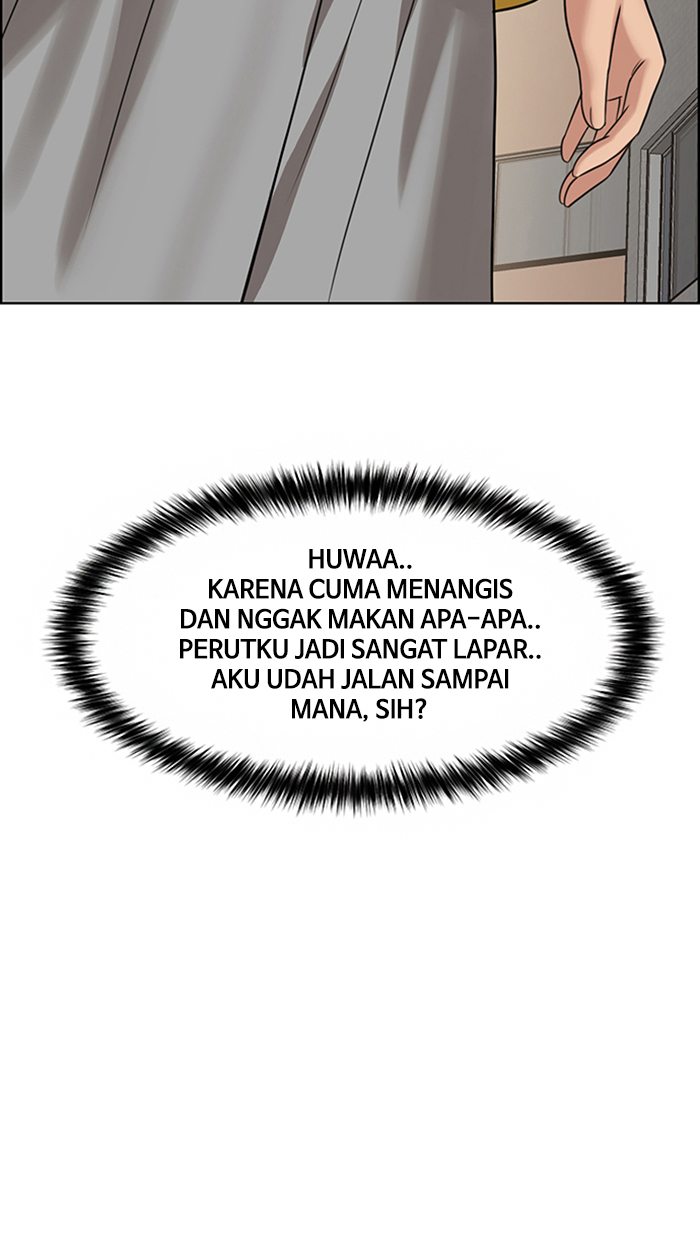 HUWAA..
KARENA CUMA MENANGIS
DAN NGGAK MAKAN APA-APA..
PERUTKU JADI SANGAT LAPAR..
AKU UDAH JALAN SAMPAI
MANA, SIH?